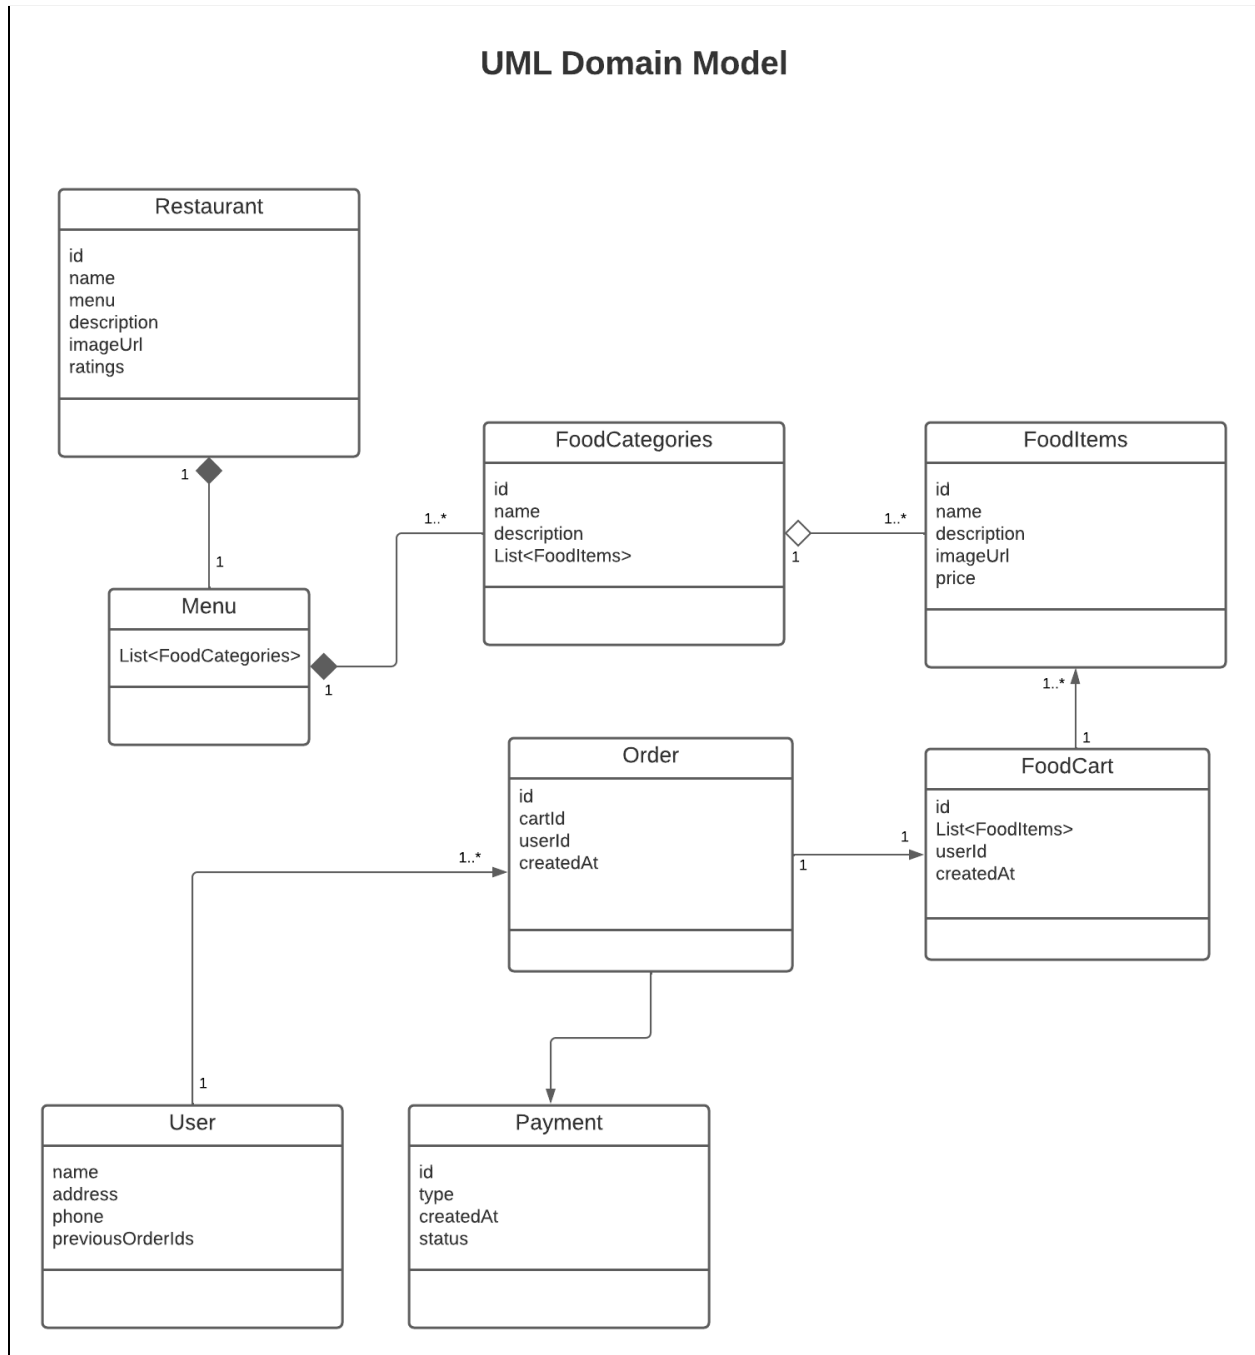 UML Domain Model
Restaurant
id
name
menu
description
imageUrl
ratings
1
1
Menu
List<FoodCategories>
1
1..*
FoodCategories
id
name
description
List<FoodItems>
1
1..*
FoodItems
id
name
description
imageUrl
price
1..*
1
FoodCart
id
List<FoodItems>
userId
createdAt
Order
id
cartId
userId
createdAt
1
1
1..*
1
User
name
address
phone
previousOrderIds
Payment
id
type
createdAt
status